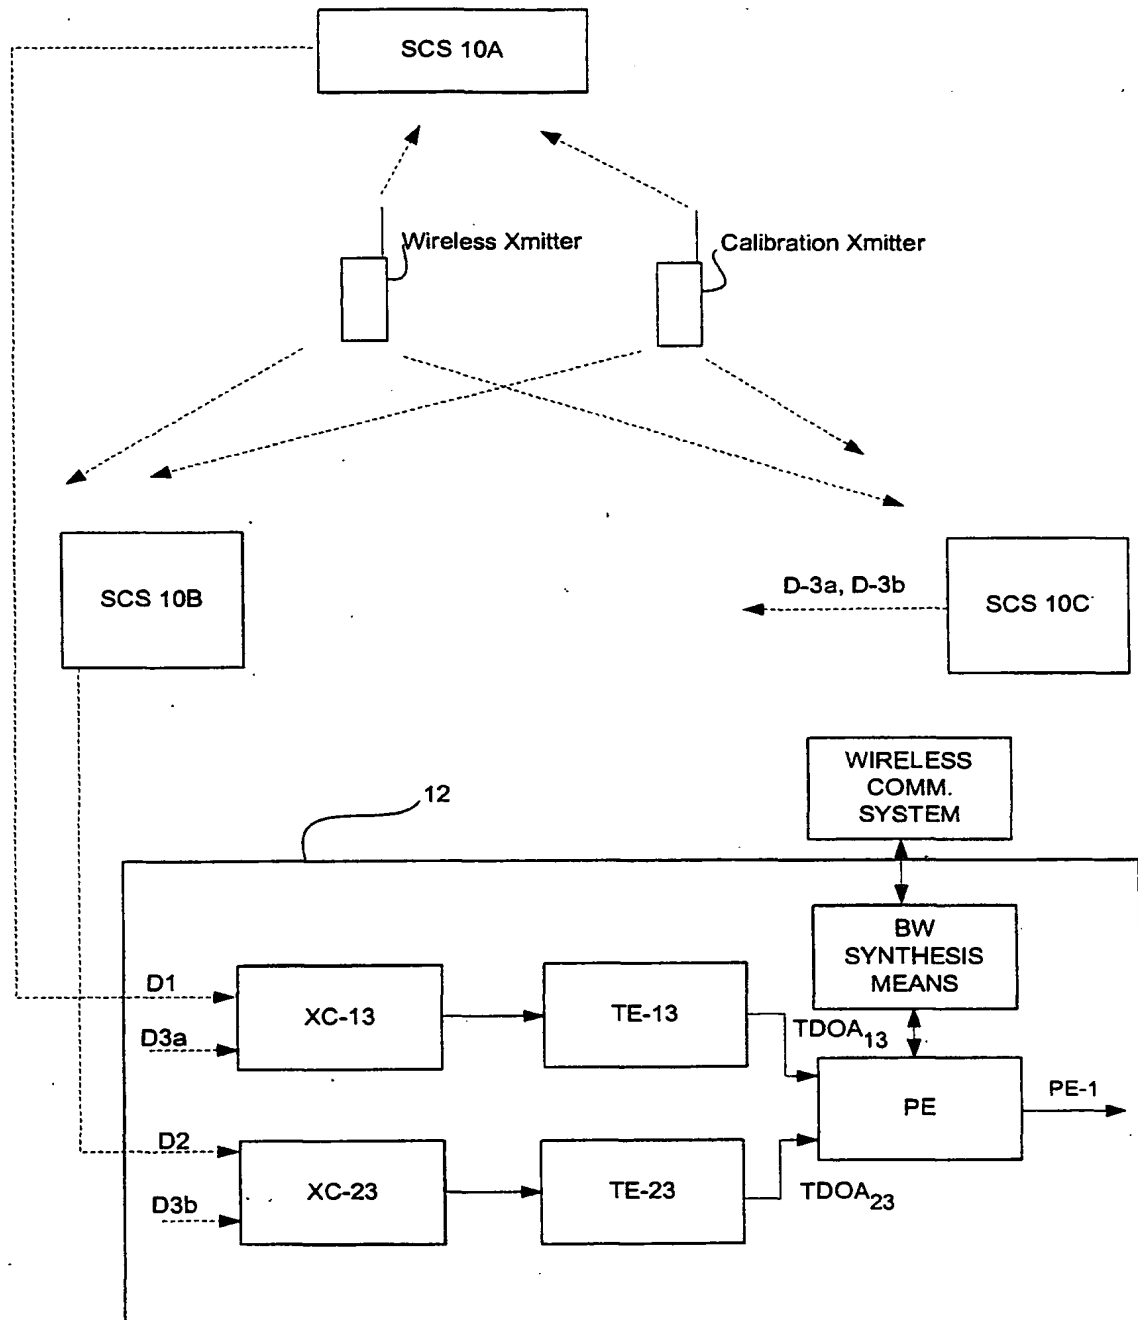 SCS 10A
Wireless Xmitter
Calibration Xmitter
SCS 10B
D-3a, D-3b
SCS 10C
WIRELESS
COMM.
SYSTEM
12
BW
SYNTHESIS
MEANS
D1
XC-13
TE-13
TDOA13
D3a
PE
PE-1
D2
XC-23
TE-23
TDOA23
D3b